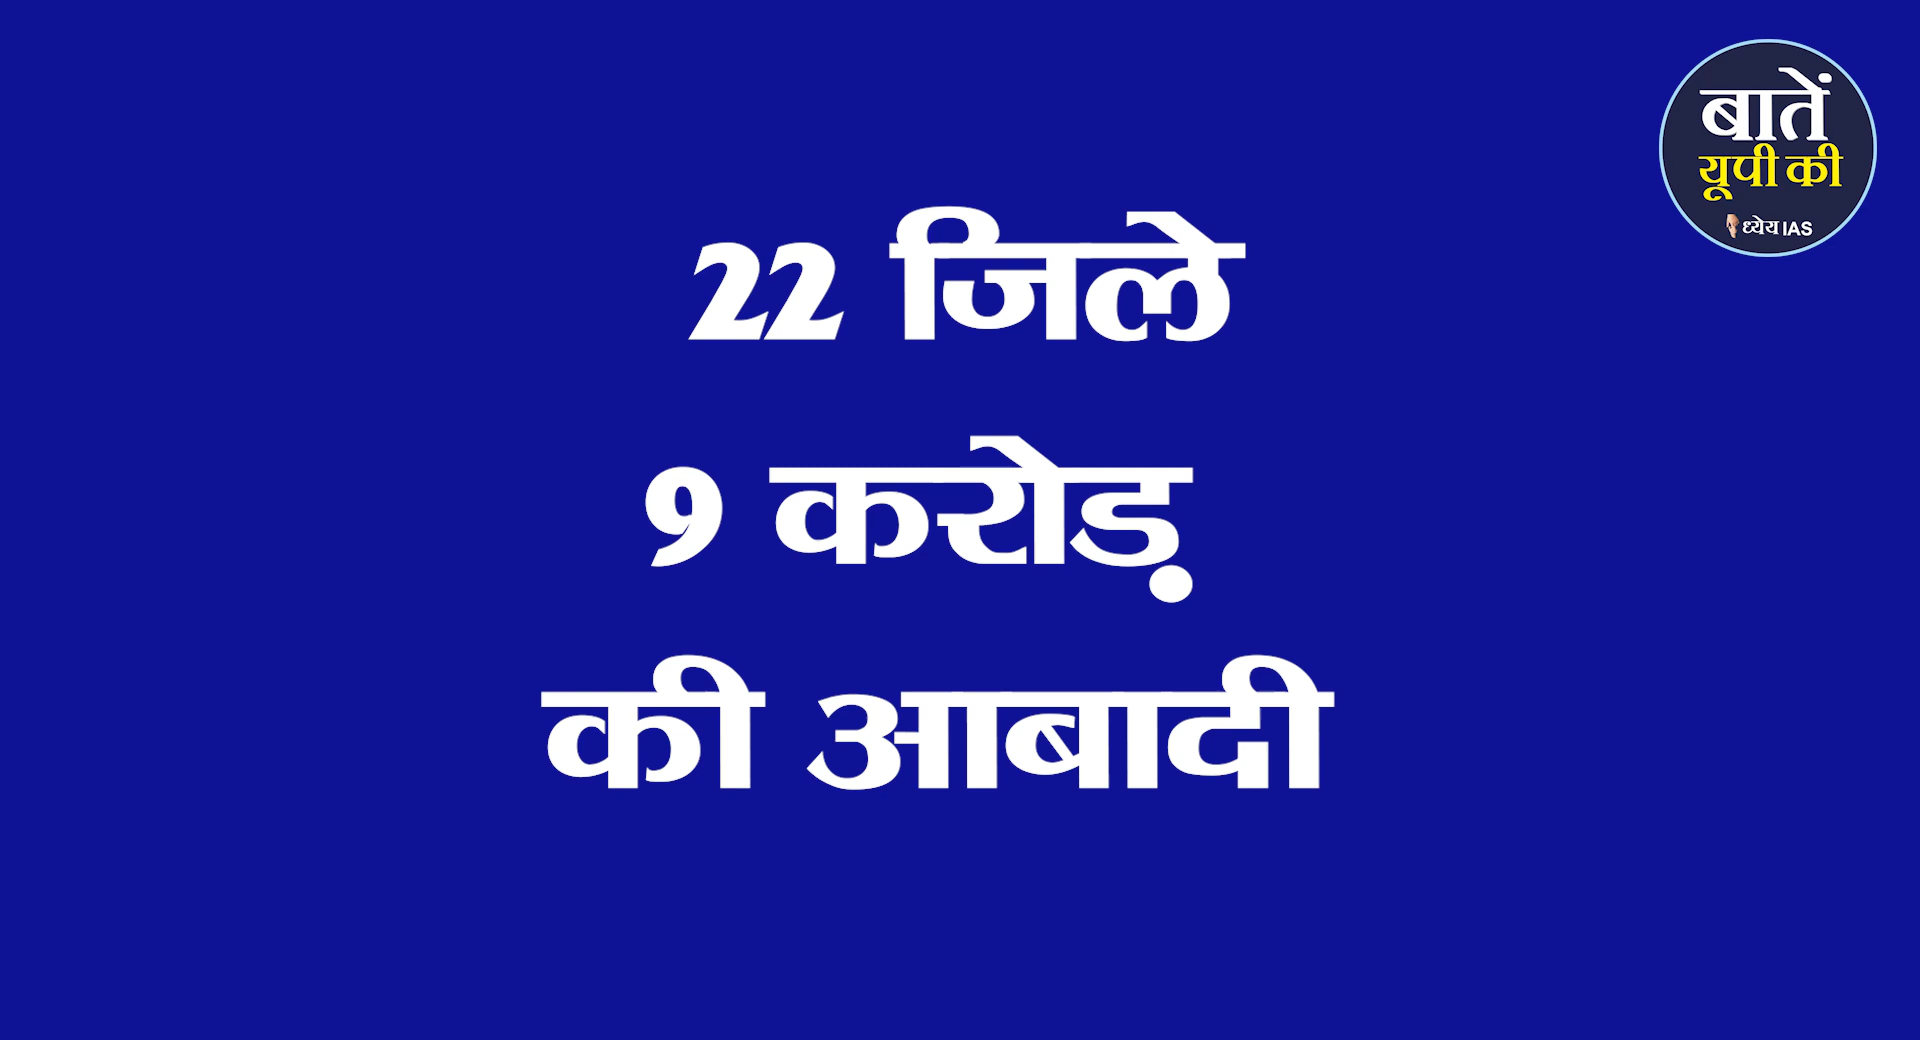 बातें
यूपी की
ध्येय IAS
22 जिले
9 करोड़
की आबादी